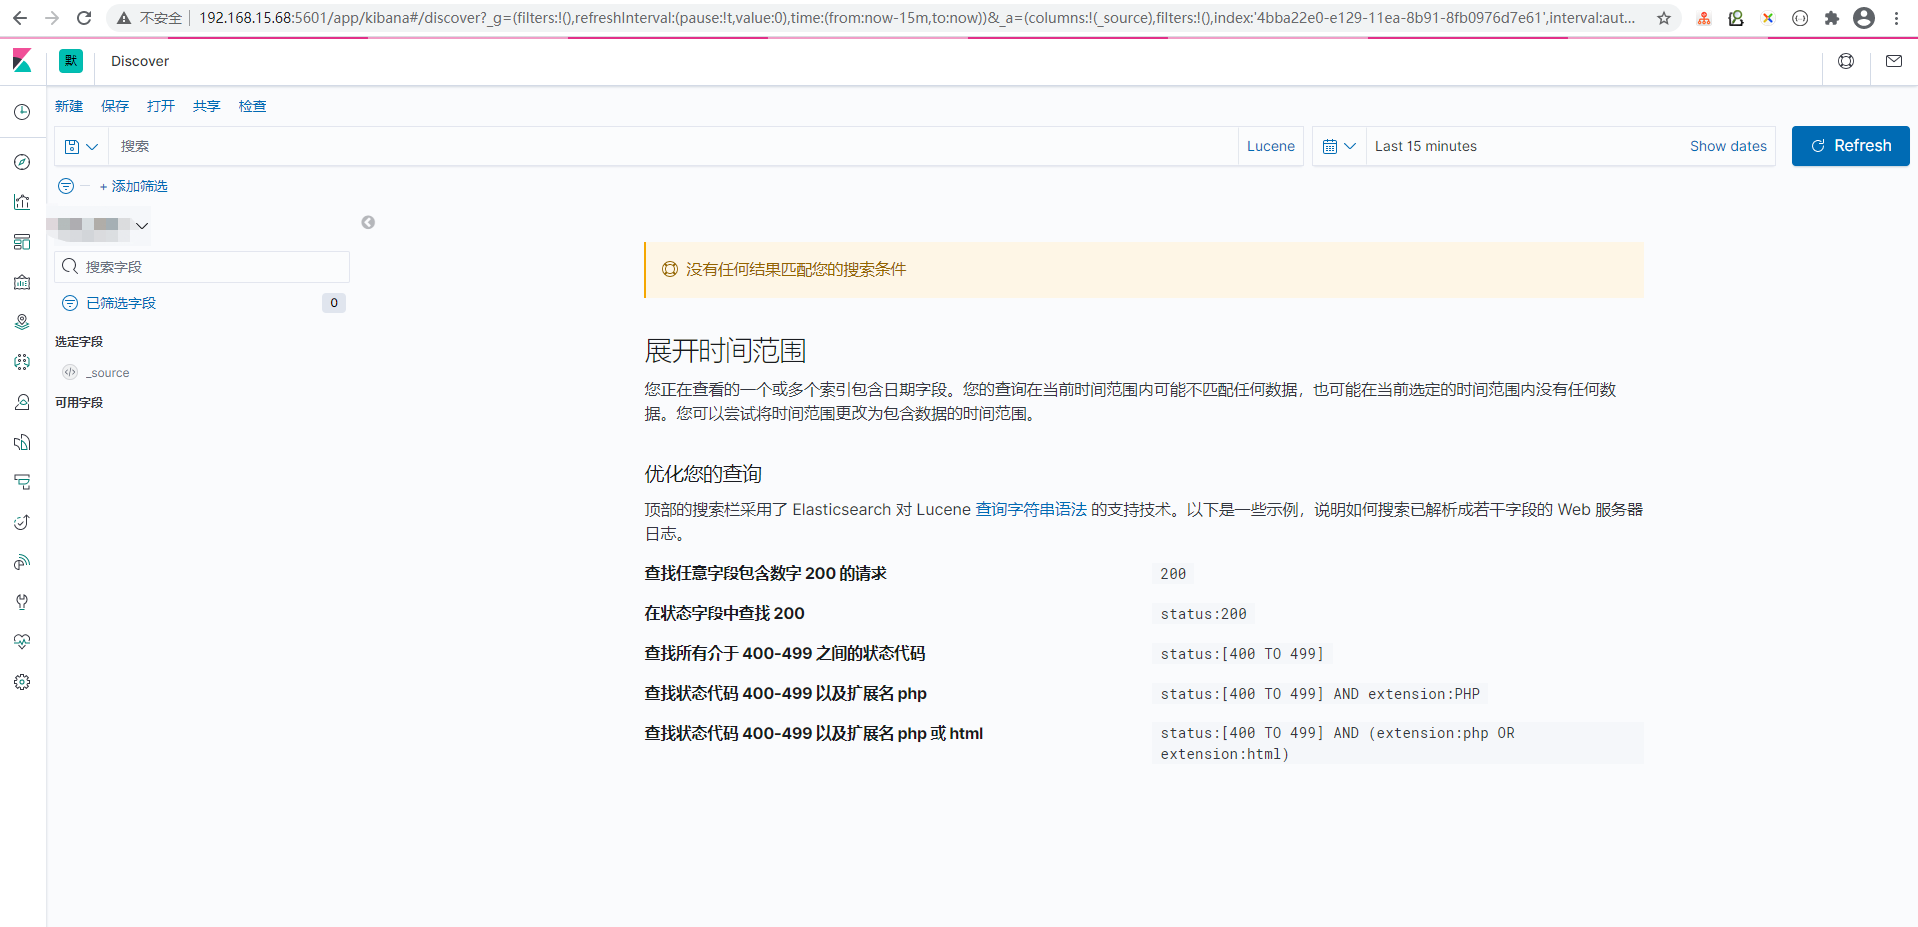 不安全 192.168.15.68:5601/app/kibana#/discover?_g=(filters:!(),refreshInterval:(pause:!t,value:0),time:(from:now-15m,to:now))&_a=(columns:!(_source),filters:!(),index:'4bba22e0-e129-11ea-8b91-8fb0976d7e61',interval:aut...
默 Discover
新建 保存 打开 共享 检查
搜索 Lucene Last 15 minutes Show dates Refresh
+ 添加筛选
搜索字段
已筛选字段 0
选定字段
_source
可用字段
没有任何结果匹配您的搜索条件
展开时间范围
您正在查看的一个或多个索引包含日期字段。您的查询在当前时间范围内可能不匹配任何数据，也可能在当前选定的时间范围内没有任何数
据。您可以尝试将时间范围更改为包含数据的时间范围。
优化您的查询
顶部的搜索栏采用了 Elasticsearch 对 Lucene 查询字符串语法 的支持技术。以下是一些示例，说明如何搜索已解析成若干字段的 Web 服务器
日志。
查找任意字段包含数字 200 的请求 200
在状态字段中查找 200 status:200
查找所有介于 400-499 之间的状态代码 status:[400 TO 499]
查找状态代码 400-499 以及扩展名 php status:[400 TO 499] AND extension:PHP
查找状态代码 400-499 以及扩展名 php 或 html status:[400 TO 499] AND (extension:php OR
extension:html)